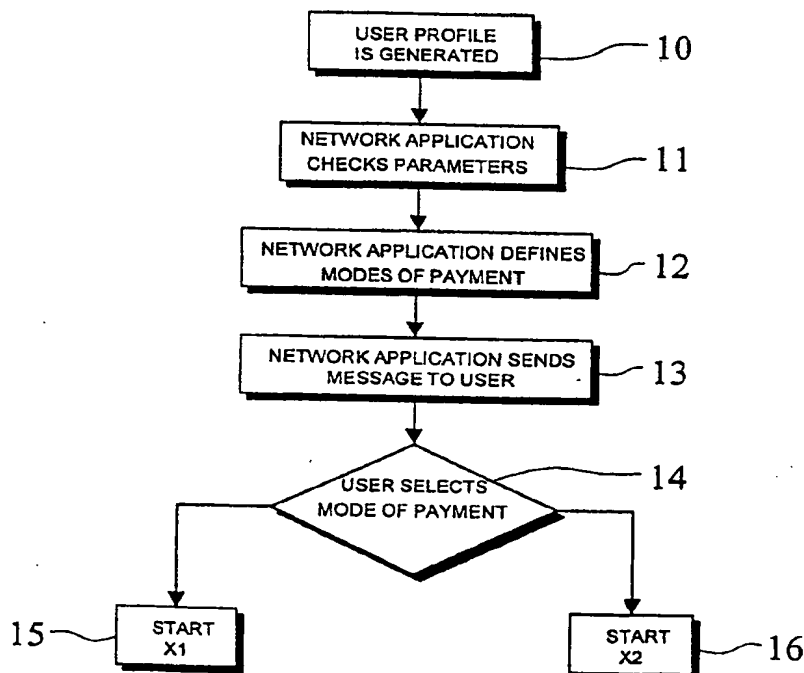 USER PROFILE
IS GENERATED
10
NETWORK APPLICATION
CHECKS PARAMETERS
11
NETWORK APPLICATION DEFINES
MODES OF PAYMENT
12
NETWORK APPLICATION SENDS
MESSAGE TO USER
13
14
USER SELECTS
MODE OF PAYMENT
15
START
X1
START
X2
16